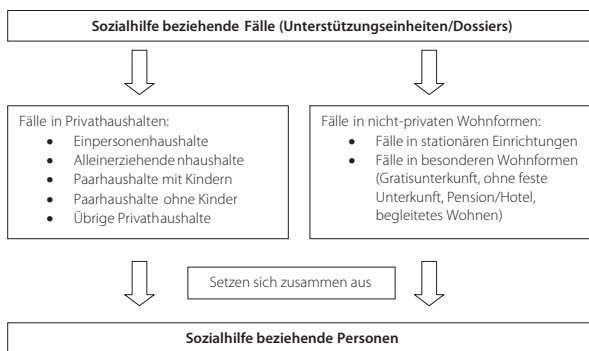 Sozialhilfe beziehende Fälle (Unterstützungseinheiten/Dossiers)
Fälle in Privathaushalten:
• Einpersonenhaushalte
• Alleinerziehendenhaushalte
• Paarhaushalte mit Kindern
• Paarhaushalte ohne Kinder
• Übrige Privathaushalte
Fälle in nicht-privaten Wohnformen:
• Fälle in stationären Einrichtungen
• Fälle in besonderen Wohnformen
(Gratisunterkunft, ohne feste
Unterkunft, Pension/Hotel,
begleitetes Wohnen)
Setzen sich zusammen aus
Sozialhilfe beziehende Personen